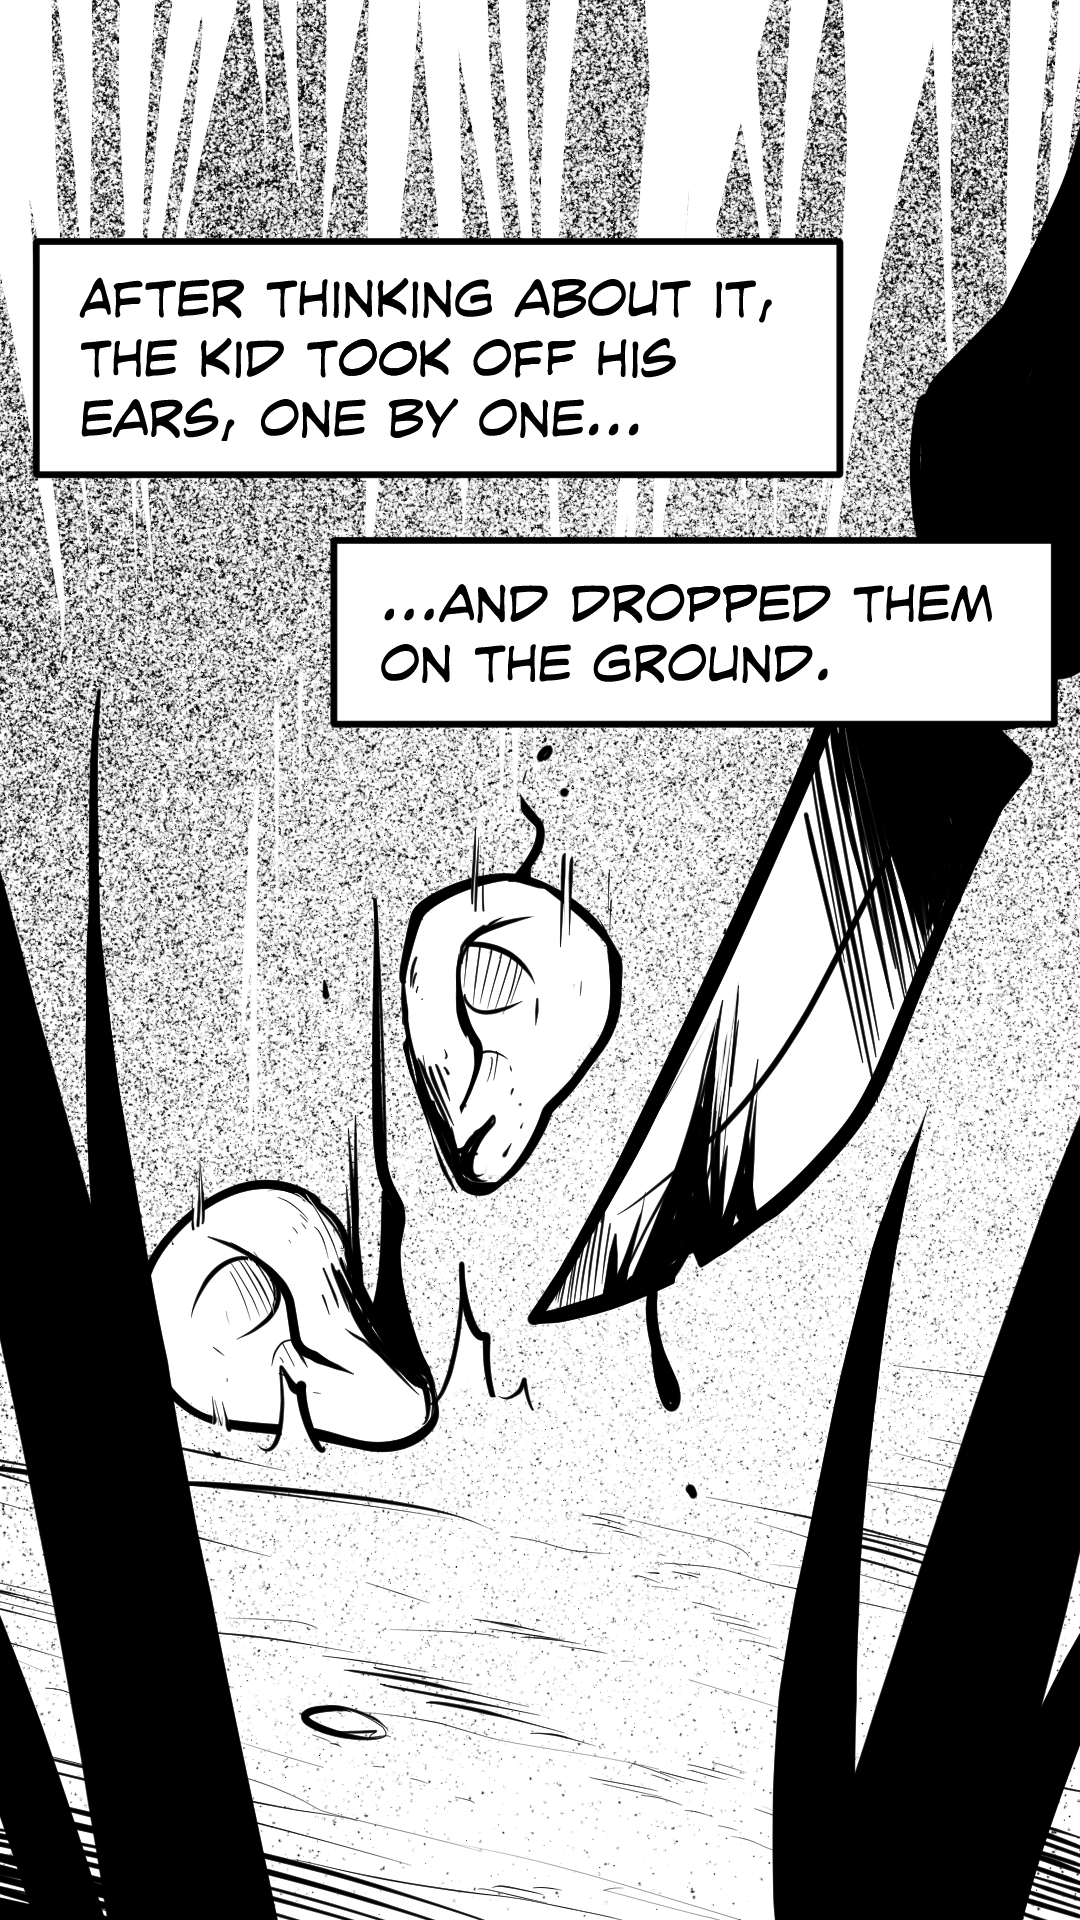 AFTER THINKING ABOUT IT,
THE KID TOOK OFF HIS
EARS, ONE BY ONE...
...AND DROPPED THEM
ON THE GROUND.